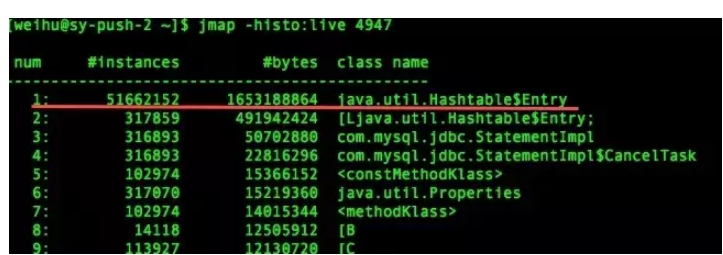 [weihu@sy-push-2 ~]$ jmap -histo:live 4947
num #instances #bytes class name
----------------------------------------------
1: 51662152 1653188864 java.util.Hashtable$Entry
2: 317859 491942424 [Ljava.util.Hashtable$Entry;
3: 316893 50702880 com.mysql.jdbc.StatementImpl
4: 316893 22816296 com.mysql.jdbc.StatementImpl$CancelTask
5: 102974 15366152 <constMethodKlass>
6: 317070 15219360 java.util.Properties
7: 102974 14015344 <methodKlass>
8: 14118 12505912 [B
9: 113927 12130720 [C